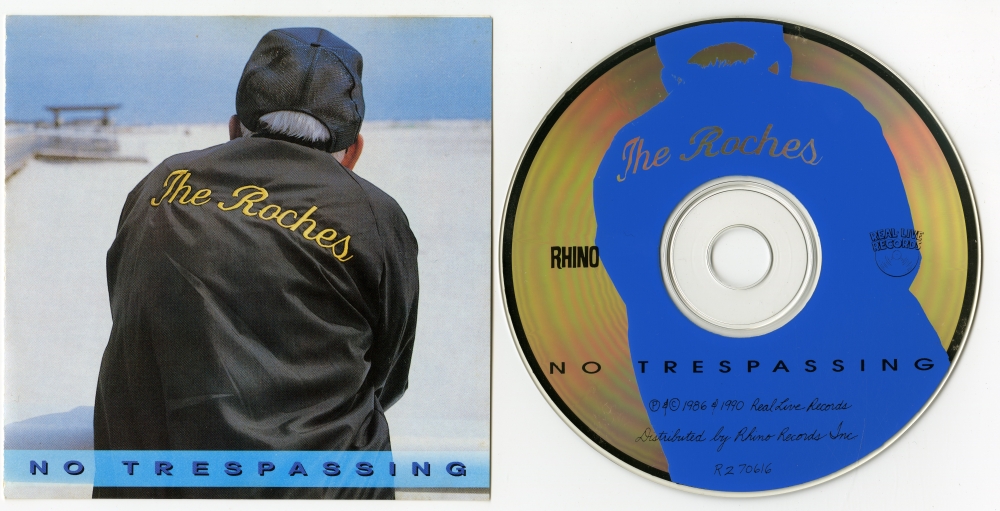 The Roches
NO TRESPASSING
The Roches
RHINO
REAL LIVE
RECORDS
NO TRESPASSING
℗&© 1986 & 1990 Real Live Records
Distributed by Rhino Records Inc
R2 70616